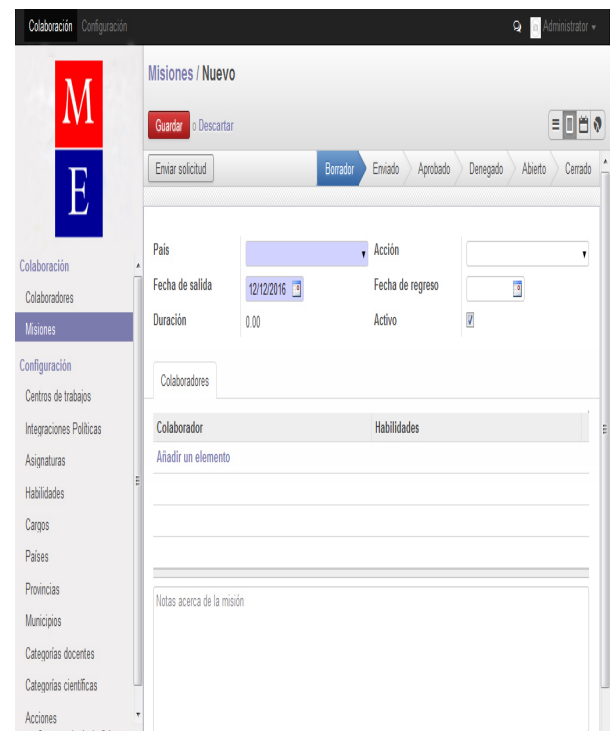 Colaboración Configuración Administrator
M
E
Misiones / Nuevo
Guardar o Descartar
Enviar solicitud Borrador Enviado Aprobado Denegado Abierto Cerrado
País Acción
Fecha de salida 12/12/2016 Fecha de regreso
Duración 0.00 Activo
Colaboradores
Colaborador Habilidades
Añadir un elemento
Notas acerca de la misión
Colaboración
Colaboradores
Misiones
Configuración
Centros de trabajos
Integraciones Políticas
Asignaturas
Habilidades
Cargos
Países
Provincias
Municipios
Categorías docentes
Categorías científicas
Acciones